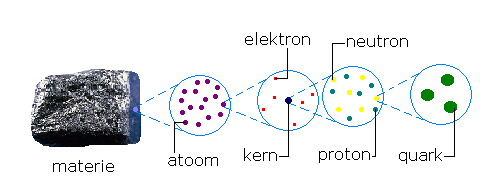 elektron
neutron
materie
atoom
kern
proton
quark